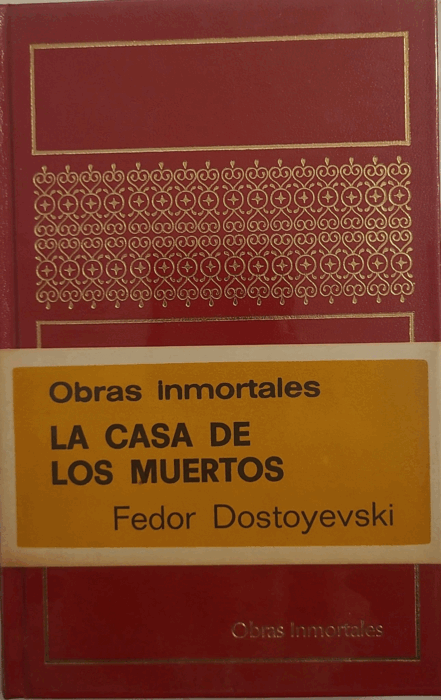 Obras inmortales
LA CASA DE
LOS MUERTOS
Fedor Dostoyevski
Obras Inmortales